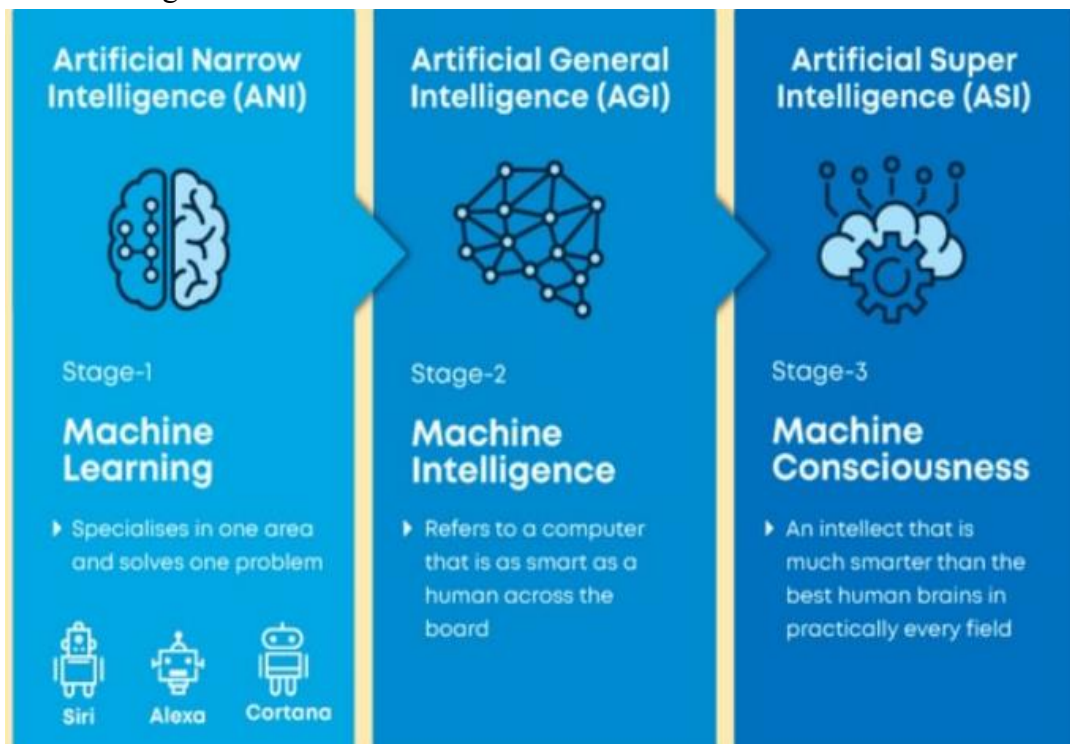 Artificial Narrow
Intelligence (ANI)
Stage-1
Machine
Learning
Specialises in one area
and solves one problem
Siri
Alexa
Cortana
Artificial General
Intelligence (AGI)
Stage-2
Machine
Intelligence
Refers to a computer
that is as smart as a
human across the
board
Artificial Super
Intelligence (ASI)
Stage-3
Machine
Consciousness
An intellect that is
much smarter than the
best human brains in
practically every field